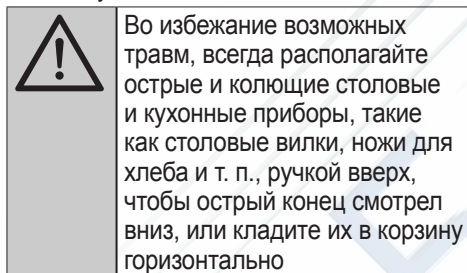 Во избежание возможных
травм, всегда располагайте
острые и колющие столовые
и кухонные приборы, такие
как столовые вилки, ножи для
хлеба и т. п., ручкой вверх,
чтобы острый конец смотрел
вниз, или кладите их в корзину
горизонтально